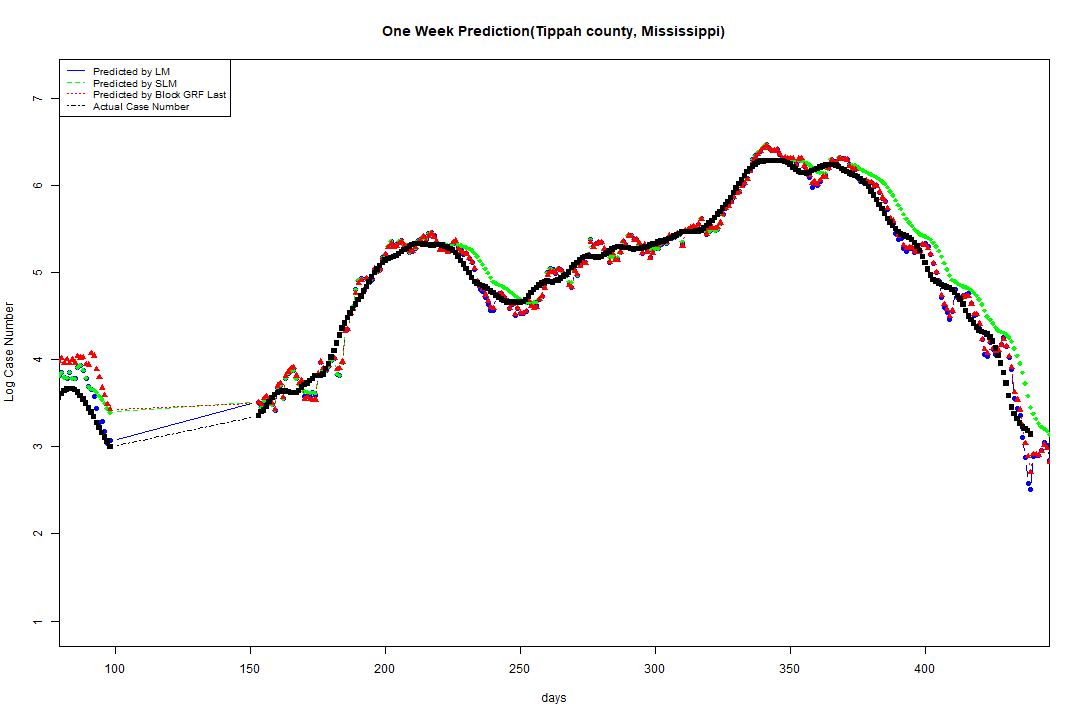 One Week Prediction(Tippah county, Mississippi)
Predicted by LM
Predicted by SLM
Predicted by Block GRF Last
Actual Case Number
7
6
5
4
3
2
1
Log Case Number
100 150 200 250 300 350 400
days